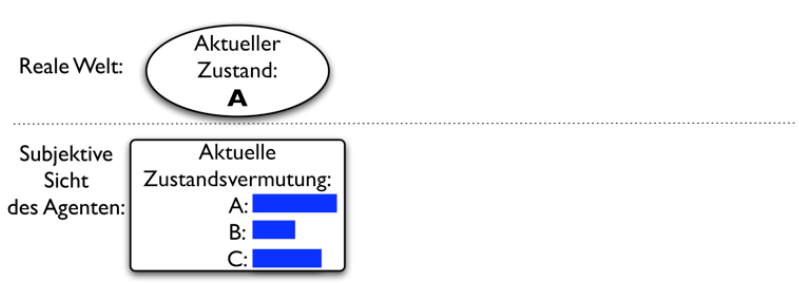 Reale Welt:
Aktueller
Zustand:
A
Subjektive
Sicht
des Agenten:
Aktuelle
Zustandsvermutung:
A:
B:
C: